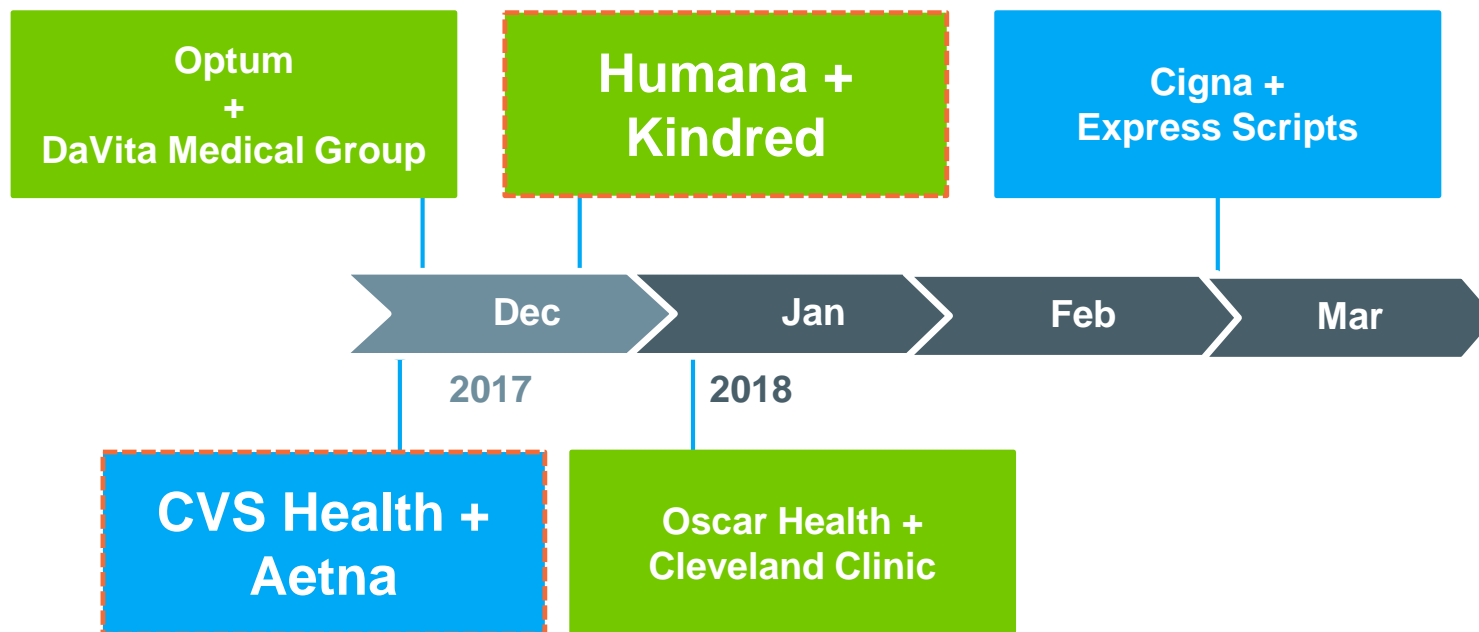 Optum
+
DaVita Medical Group
Humana +
Kindred
Cigna +
Express Scripts
Dec
Jan
Feb
Mar
2017
2018
CVS Health +
Aetna
Oscar Health +
Cleveland Clinic